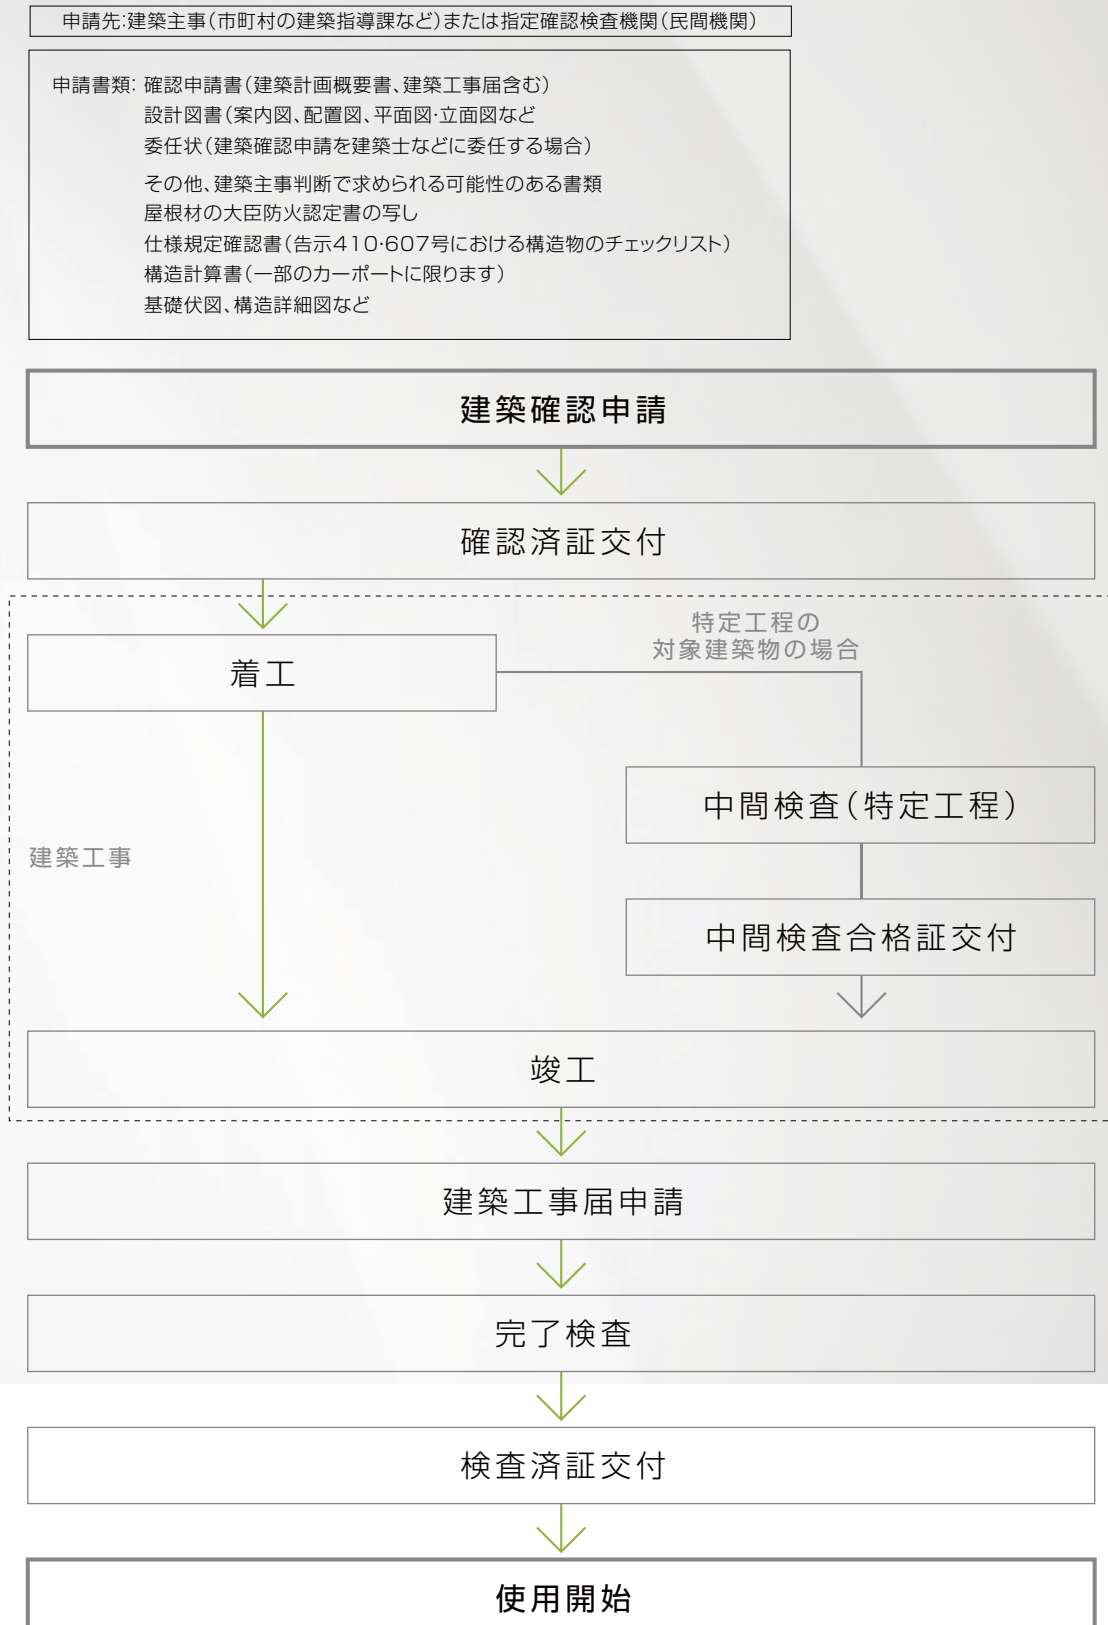 申請先:建築主事(市町村の建築指導課など)または指定確認検査機関(民間機関)
申請書類: 確認申請書(建築計画概要書、建築工事届含む)
設計図書(案内図、配置図、平面図・立面図など
委任状(建築確認申請を建築士などに委任する場合)
その他、建築主事判断で求められる可能性のある書類
屋根材の大臣防火認定書の写し
仕様規定確認書(告示410・607号における構造物のチェックリスト)
構造計算書(一部のカーポートに限ります)
基礎伏図、構造詳細図など
建築確認申請
確認済証交付
特定工程の
対象建築物の場合
着工
中間検査(特定工程)
建築工事
中間検査合格証交付
竣工
建築工事届申請
完了検査
検査済証交付
使用開始